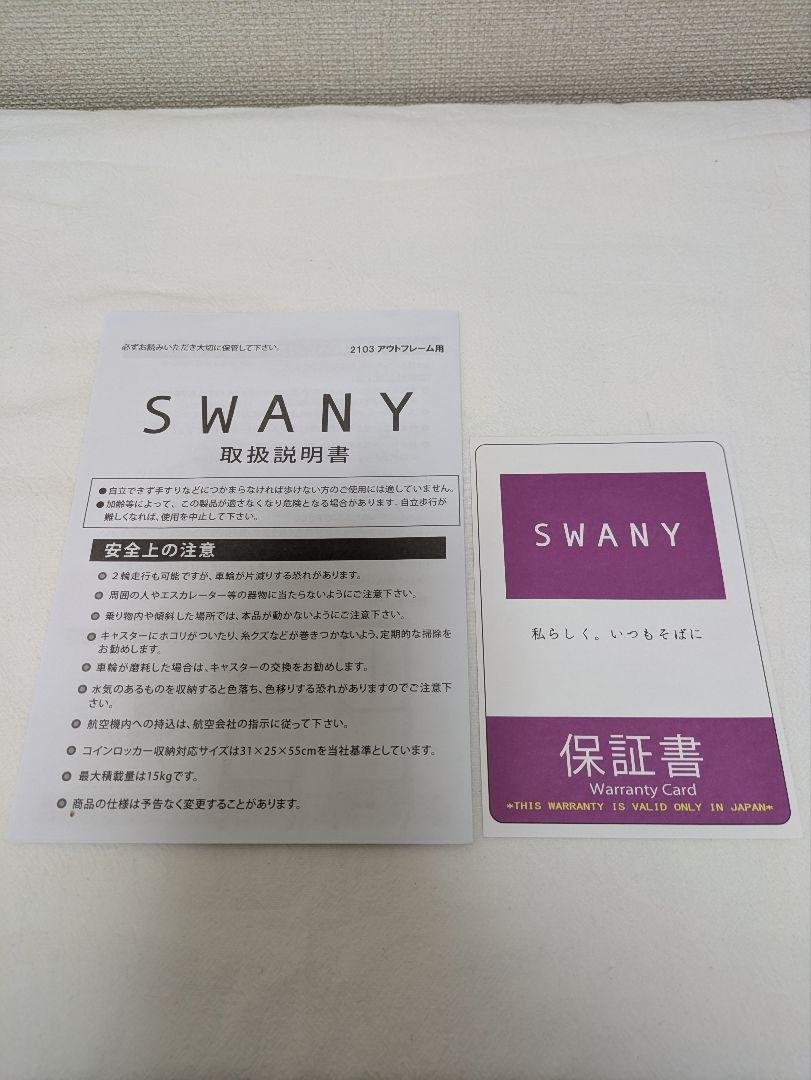 必ずお読みいただき大切に保管して下さい。
2103 アウトフレーム用
SWANY
取扱説明書
●自立できず手すりなどにつかまらなければ歩けない方のご使用には適していません。
●加齢等によって、この製品が適さなくなり危険となる場合があります。自立歩行が
難しくなれば、使用を中止して下さい。
安全上の注意
●2輪走行も可能ですが、車輪が片減りする恐れがあります。
●周囲の人やエスカレーター等の器物に当たらないようにご注意下さい。
●乗り物内や傾斜した場所では、本品が動かないようにご注意下さい。
●キャスターにホコリがついたり、糸クズなどが巻きつかないよう、定期的な掃除を
お勧めします。
●車輪が磨耗した場合は、キャスターの交換をお勧めします。
●水気のあるものを収納すると色落ち、色移りする恐れがありますのでご注意下
さい。
●航空機内への持込は、航空会社の指示に従って下さい。
●コインロッカー収納対応サイズは31×25×55cmを当社基準としています。
●最大積載量は15kgです。
●商品の仕様は予告なく変更することがあります。
SWANY
私らしく。いつもそばに
保証書
Warranty Card
*THIS WARRANTY IS VALID ONLY IN JAPAN*